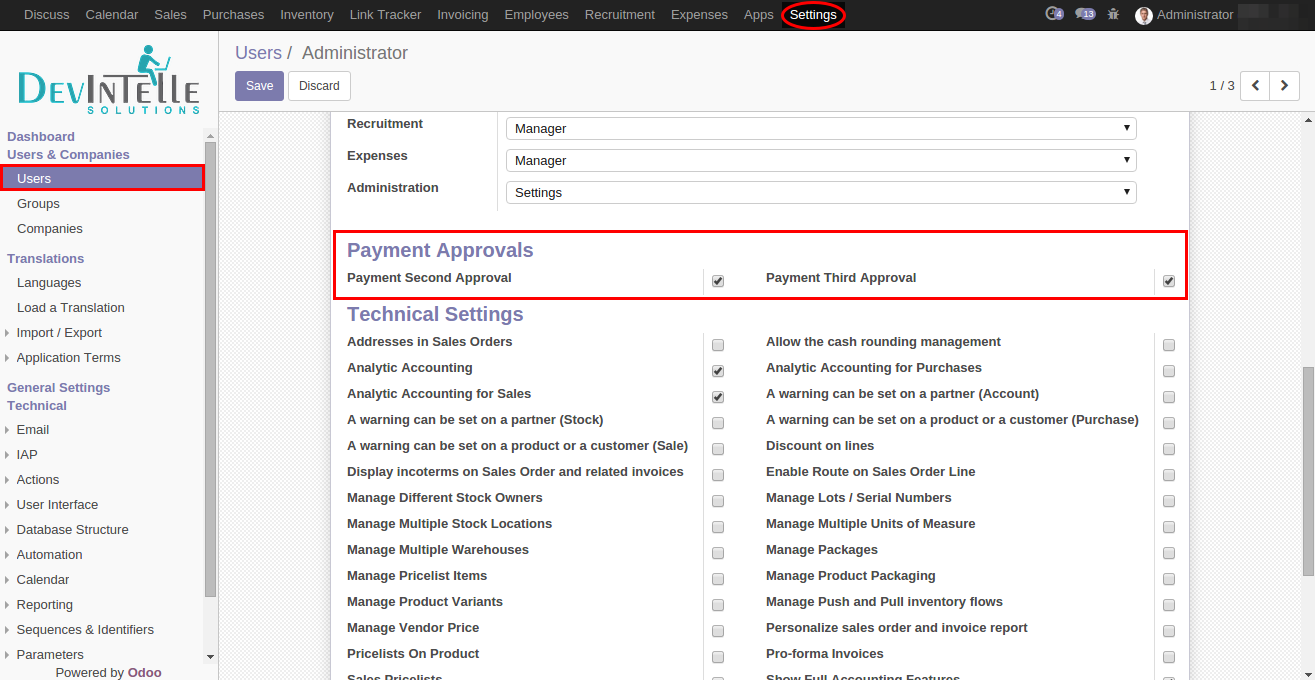 Discuss Calendar Sales Purchases Inventory Link Tracker Invoicing Employees Recruitment Expenses Apps Settings 4 13 Administrator
DEVINTELLE
SOLUTIONS
Users / Administrator
Save Discard
1 / 3
Dashboard
Users & Companies
Users
Groups
Companies
Translations
Languages
Load a Translation
Import / Export
Application Terms
General Settings
Technical
Email
IAP
Actions
User Interface
Database Structure
Automation
Calendar
Reporting
Sequences & Identifiers
Parameters
Powered by Odoo
Recruitment Manager
Expenses Manager
Administration Settings
Payment Approvals
Payment Second Approval Payment Third Approval
Technical Settings
Addresses in Sales Orders Allow the cash rounding management
Analytic Accounting Analytic Accounting for Purchases
Analytic Accounting for Sales A warning can be set on a partner (Account)
A warning can be set on a partner (Stock) A warning can be set on a product or a customer (Purchase)
A warning can be set on a product or a customer (Sale) Discount on lines
Display incoterms on Sales Order and related invoices Enable Route on Sales Order Line
Manage Different Stock Owners Manage Lots / Serial Numbers
Manage Multiple Stock Locations Manage Multiple Units of Measure
Manage Multiple Warehouses Manage Packages
Manage Pricelist Items Manage Product Packaging
Manage Product Variants Manage Push and Pull inventory flows
Manage Vendor Price Personalize sales order and invoice report
Pricelists On Product Pro-forma Invoices
Sales Pricelists Show Full Accounting Features